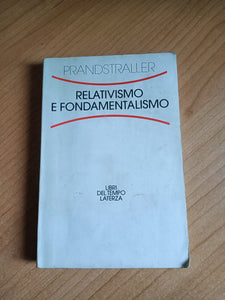 PRANDSTRALLER
RELATIVISMO
E FONDAMENTALISMO
LIBRI
DEL TEMPO
LATERZA